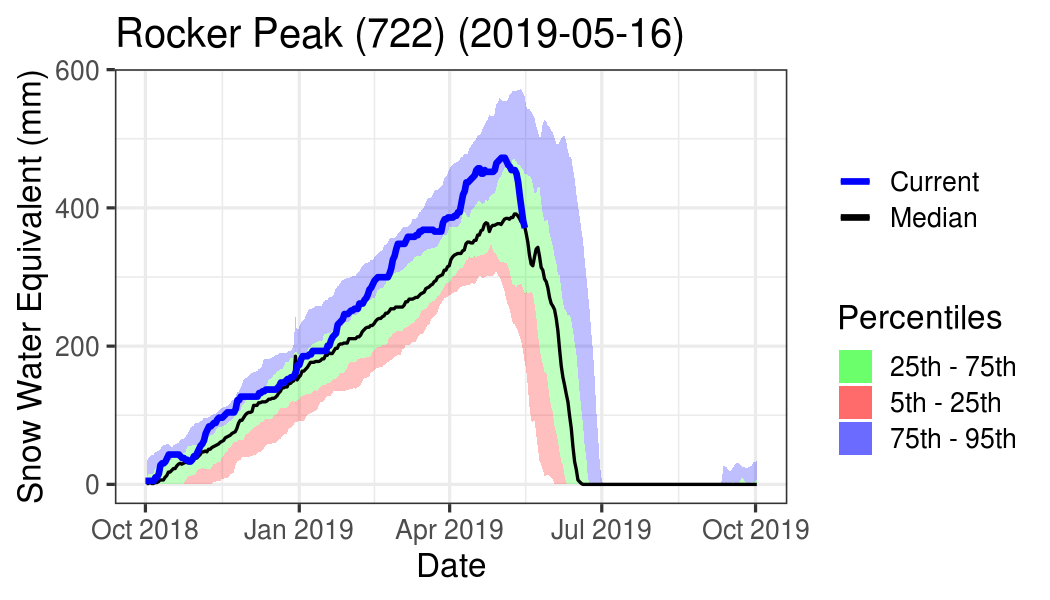 Rocker Peak (722) (2019-05-16)
Snow Water Equivalent (mm)
600
400
200
0
Oct 2018
Jan 2019
Apr 2019
Jul 2019
Oct 2019
Date
Current
Median
Percentiles
25th - 75th
5th - 25th
75th - 95th